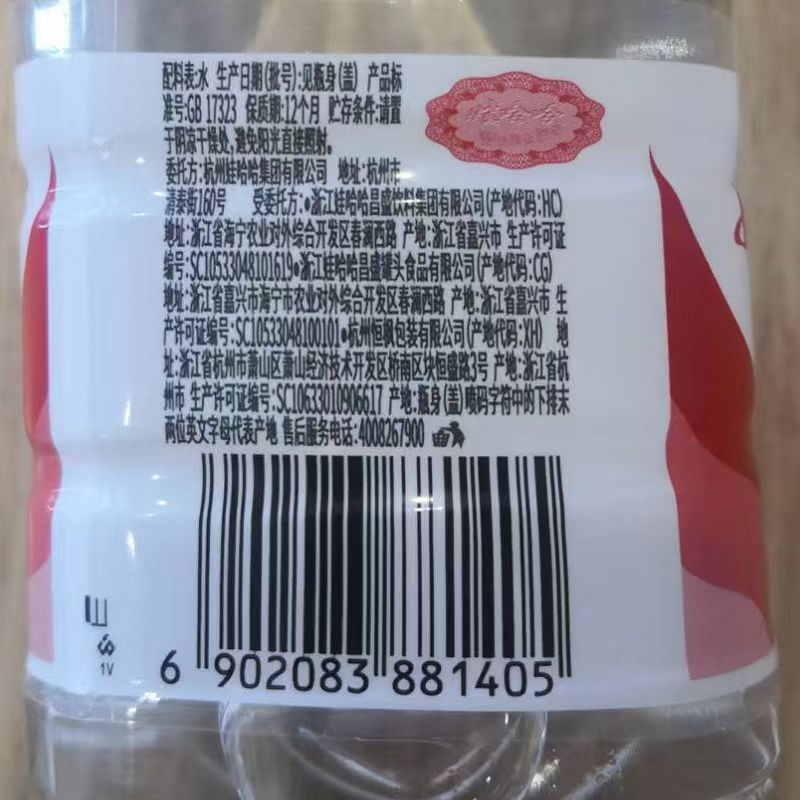 配料表:水 生产日期(批号):见瓶身(盖) 产品标
准号:GB 17323 保质期:12个月 贮存条件:请置
于阴凉干燥处,避免阳光直接照射。
委托方:杭州娃哈哈集团有限公司 地址:杭州市
清泰街160号 受委托方:●浙江娃哈哈昌盛饮料集团有限公司(产地代码:HC)
地址:浙江省海宁农业对外综合开发区春澜西路 产地:浙江省嘉兴市 生产许可证
编号:SC10533048101619●浙江娃哈哈昌盛罐头食品有限公司(产地代码:CG)
地址:浙江省嘉兴市海宁市农业对外综合开发区春澜西路 产地:浙江省嘉兴市 生
产许可证编号:SC10533048100101●杭州恒枫包装有限公司(产地代码:XH) 地
址:浙江省杭州市萧山区萧山经济技术开发区桥南区块恒盛路3号 产地:浙江省杭
州市 生产许可证编号:SC10633010906617 产地:瓶身(盖)喷码字符中的下排末
两位英文字母代表产地 售后服务电话:4008267900
娃哈哈
1V
6 902083 881405